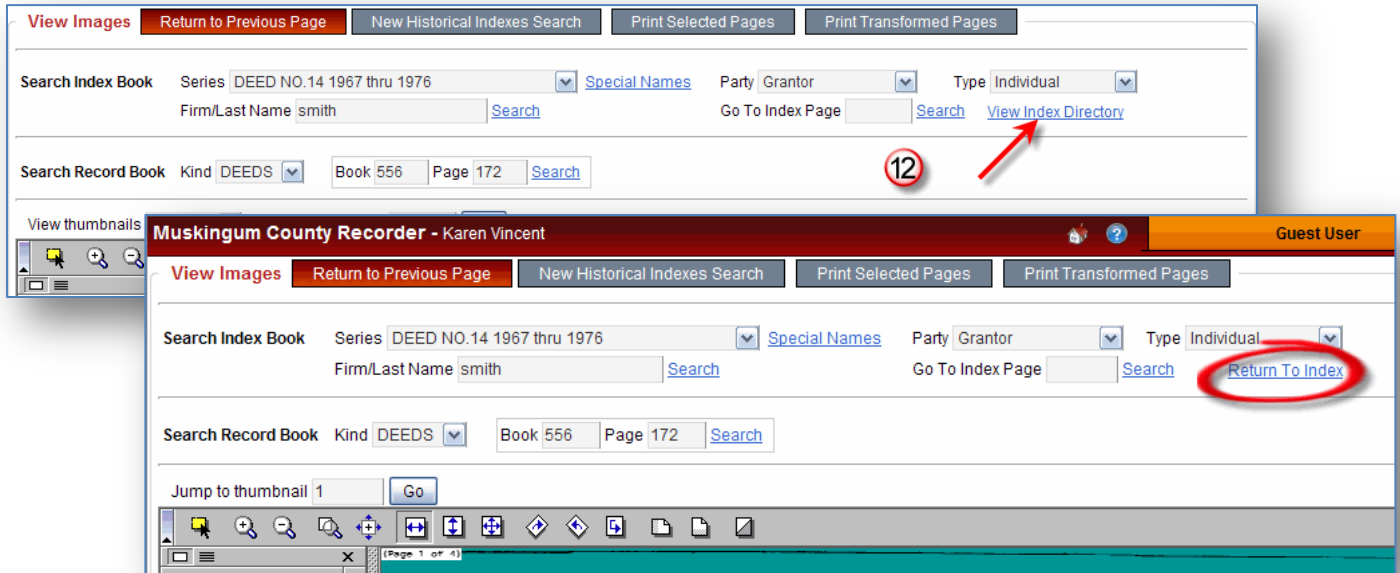 View Images Return to Previous Page New Historical Indexes Search Print Selected Pages Print Transformed Pages
Search Index Book Series DEED NO.14 1967 thru 1976 Special Names Party Grantor Type Individual
Firm/Last Name smith Search Go To Index Page Search View Index Directory
Search Record Book Kind DEEDS Book 556 Page 172 Search
12
View thumbnails
Muskingum County Recorder - Karen Vincent Guest User
View Images Return to Previous Page New Historical Indexes Search Print Selected Pages Print Transformed Pages
Search Index Book Series DEED NO.14 1967 thru 1976 Special Names Party Grantor Type Individual
Firm/Last Name smith Search Go To Index Page Search Return To Index
Search Record Book Kind DEEDS Book 556 Page 172 Search
Jump to thumbnail 1 Go
(Page 1 of 4)